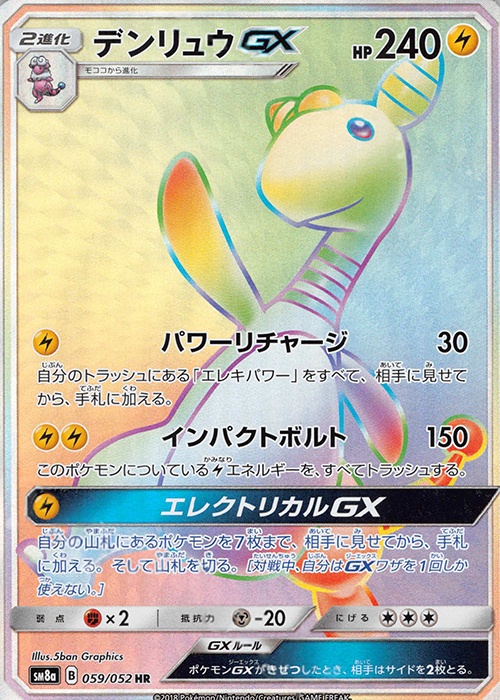 2進化 デンリュウGX HP240
モココから進化
パワーリチャージ 30
自分のトラッシュにある「エレキパワー」をすべて、相手に見せて
から、手札に加える。
インパクトボルト 150
このポケモンについているエネルギーを、すべてトラッシュする。
エレクトリカルGX
自分の山札にあるポケモンを7枚まで、相手に見せてから、手札
に加える。そして山札を切る。[対戦中、自分はGXワザを1回しか
使えない。]
弱点 ×2 抵抗力 -20 にげる
Illus.5ban Graphics
GXルール
SM8a B 059/052 HR
ポケモンGXがきぜつしたとき、相手はサイドを2枚とる。
©2018 Pokémon/Nintendo/Creatures/GAMEFREAK